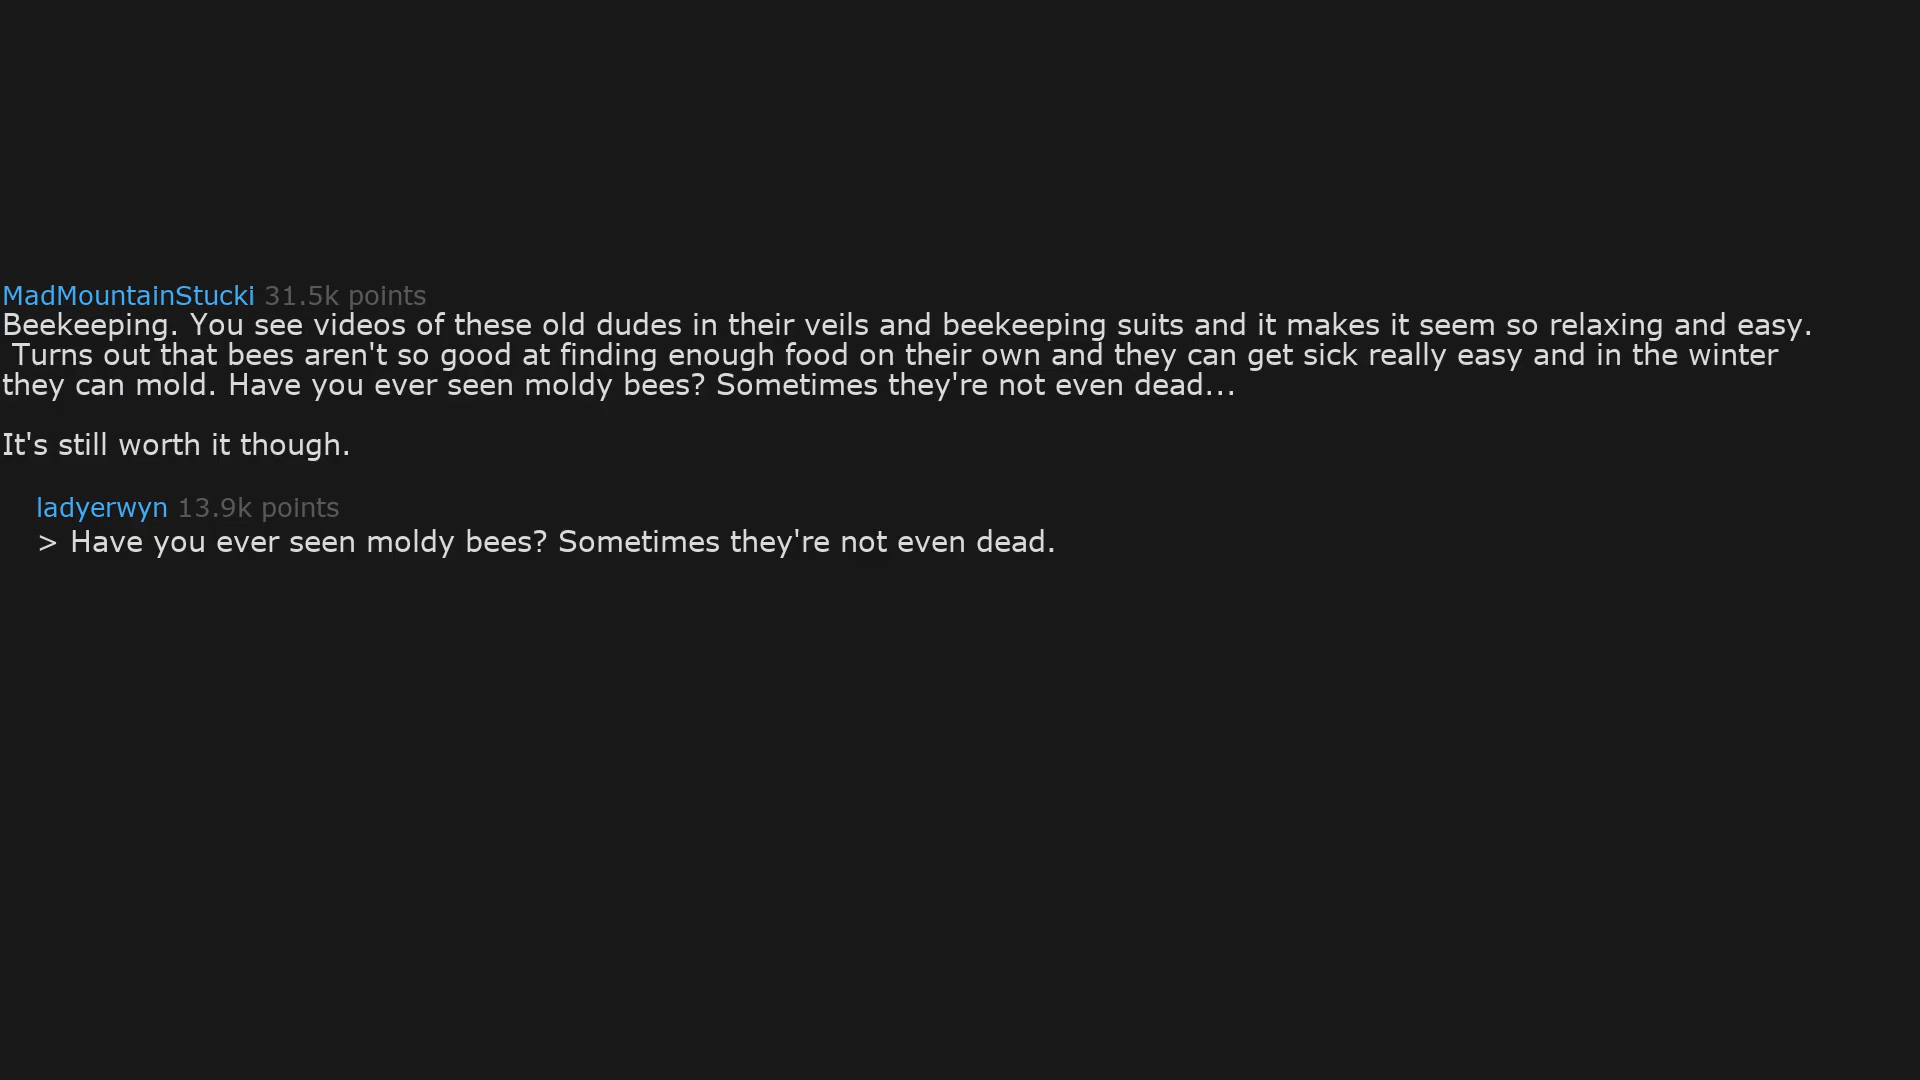 MadMountainStucki 31.5k points
Beekeeping. You see videos of these old dudes in their veils and beekeeping suits and it makes it seem so relaxing and easy.
Turns out that bees aren't so good at finding enough food on their own and they can get sick really easy and in the winter
they can mold. Have you ever seen moldy bees? Sometimes they're not even dead...
It's still worth it though.
ladyerwyn 13.9k points
> Have you ever seen moldy bees? Sometimes they're not even dead.